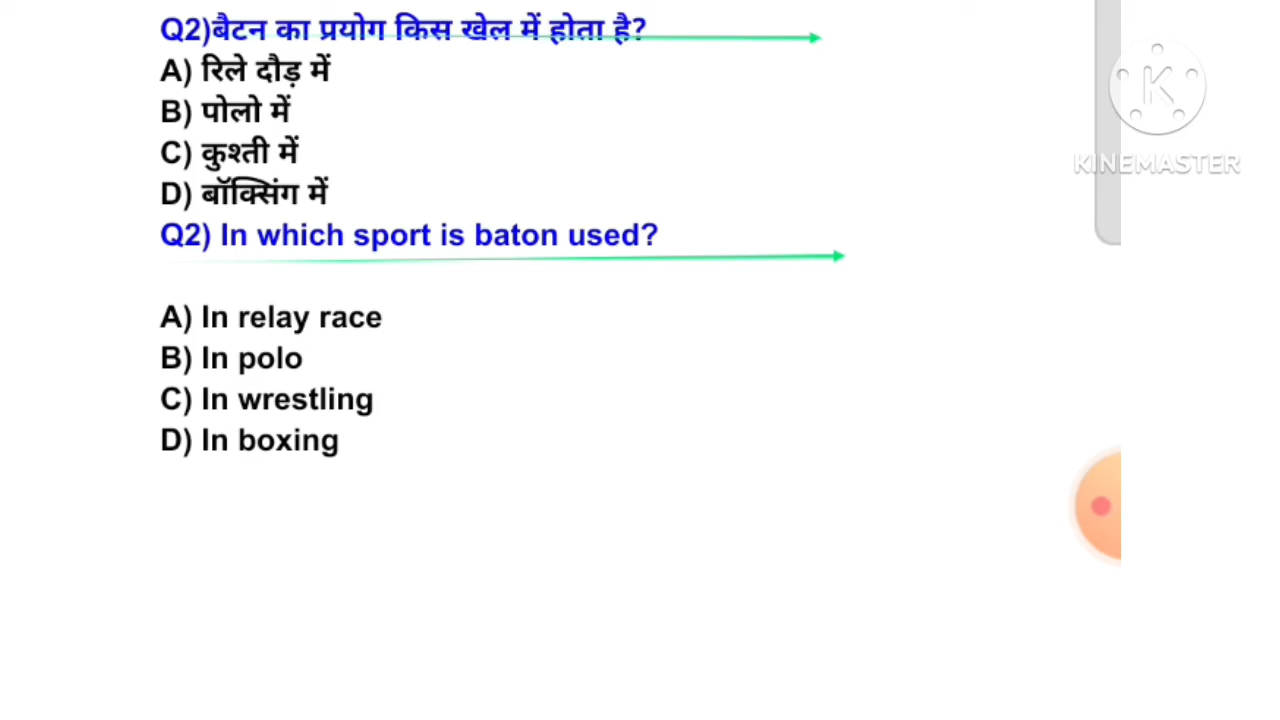 Q2)बैटन का प्रयोग किस खेल में होता है?
A) रिले दौड़ में
B) पोलो में
C) कुश्ती में
D) बॉक्सिंग में
Q2) In which sport is baton used?
A) In relay race
B) In polo
C) In wrestling
D) In boxing
K
KINEMASTER